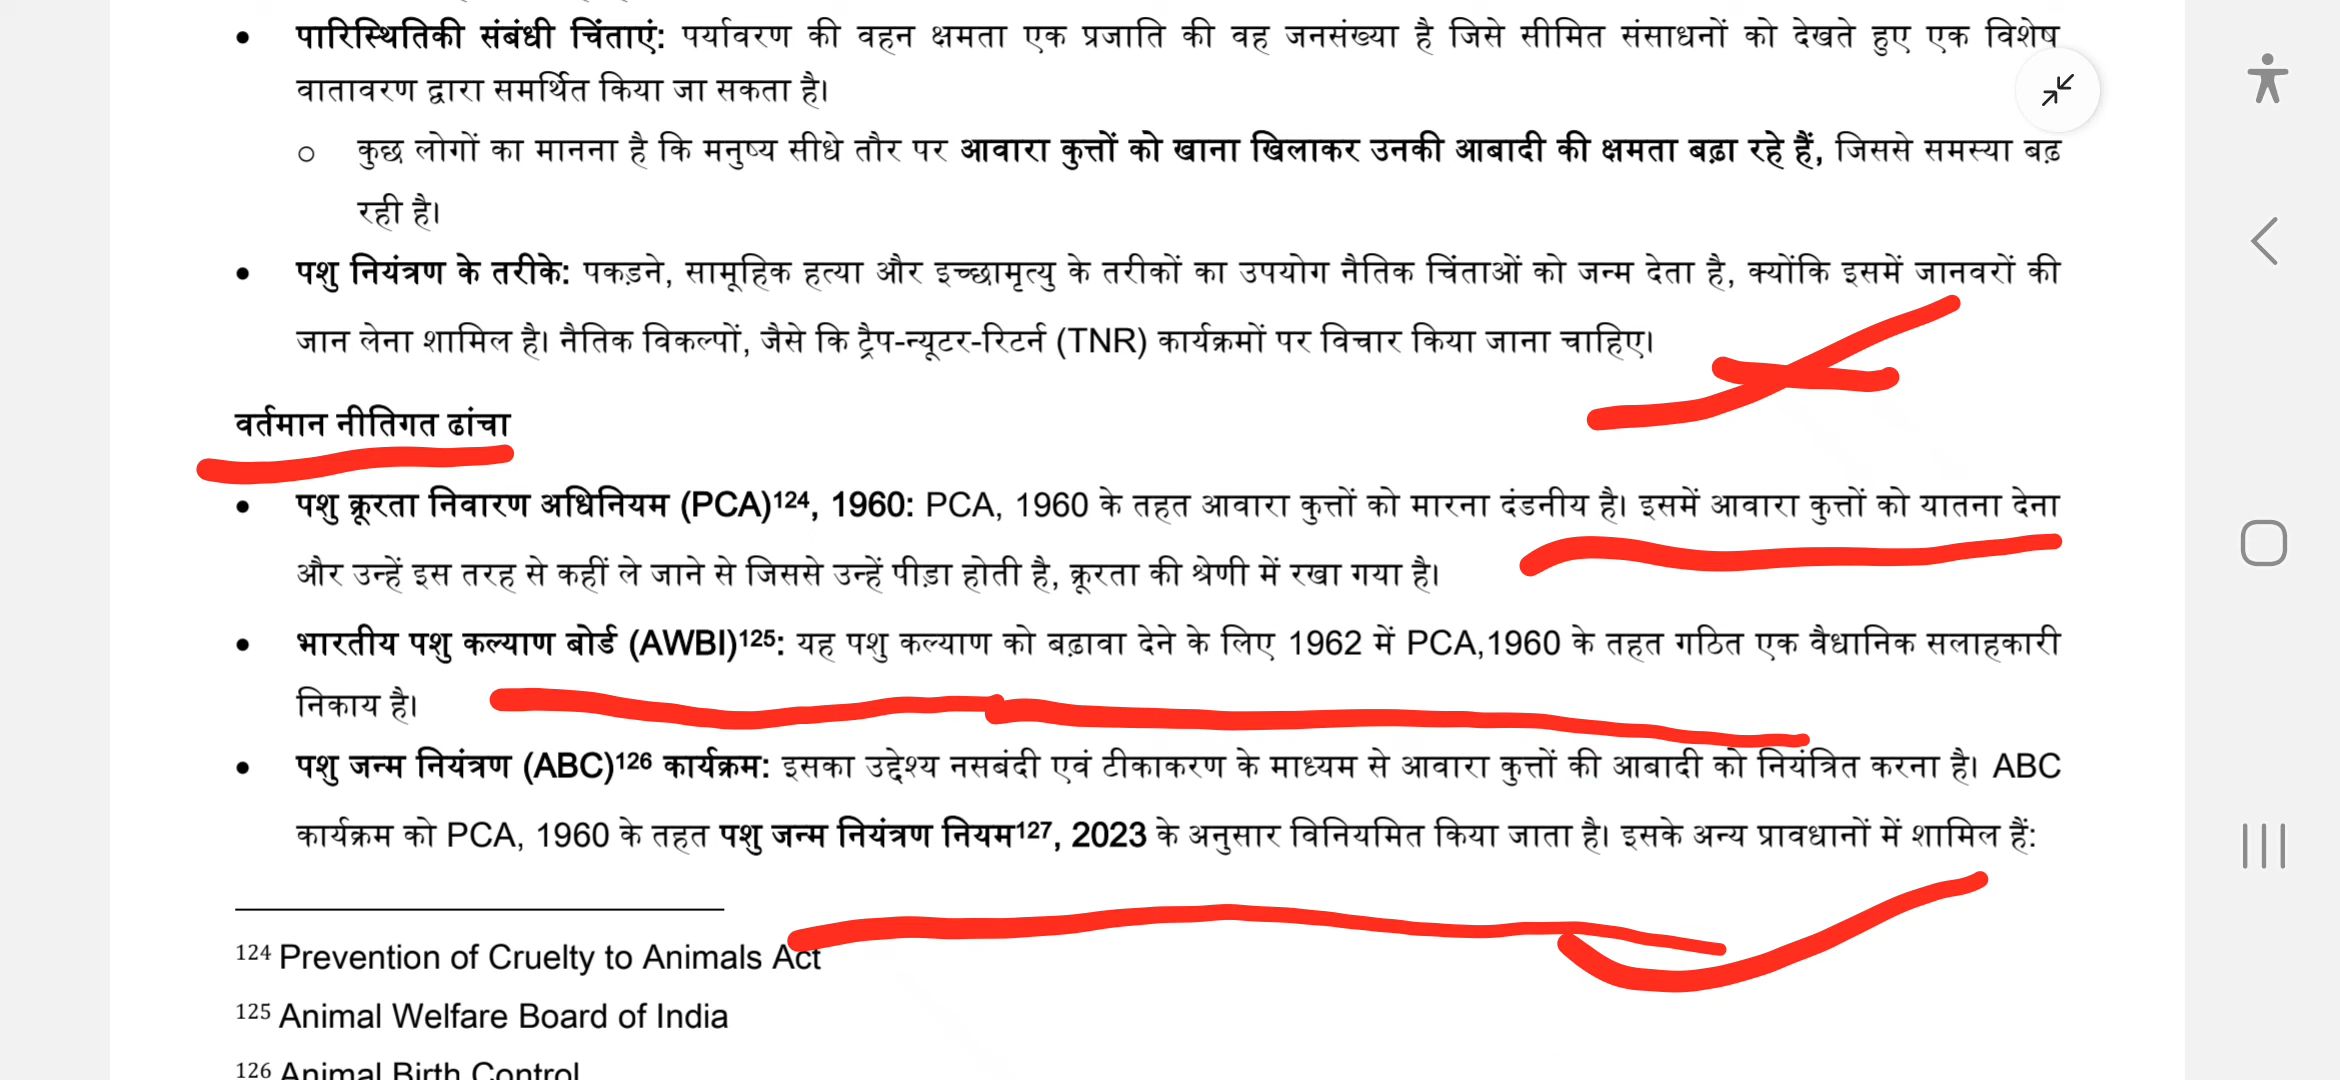 • पारिस्थितिकी संबंधी चिंताएं: पर्यावरण की वहन क्षमता एक प्रजाति की वह जनसंख्या है जिसे सीमित संसाधनों को देखते हुए एक विशेष
वातावरण द्वारा समर्थित किया जा सकता है।
○ कुछ लोगों का मानना है कि मनुष्य सीधे तौर पर आवारा कुत्तों को खाना खिलाकर उनकी आबादी की क्षमता बढ़ा रहे हैं, जिससे समस्या बढ़
रही है।
• पशु नियंत्रण के तरीके: पकड़ने, सामूहिक हत्या और इच्छामृत्यु के तरीकों का उपयोग नैतिक चिंताओं को जन्म देता है, क्योंकि इसमें जानवरों की
जान लेना शामिल है। नैतिक विकल्पों, जैसे कि ट्रैप-न्यूटर-रिटर्न (TNR) कार्यक्रमों पर विचार किया जाना चाहिए।
वर्तमान नीतिगत ढांचा
• पशु क्रूरता निवारण अधिनियम (PCA)¹²⁴, 1960: PCA, 1960 के तहत आवारा कुत्तों को मारना दंडनीय है। इसमें आवारा कुत्तों को यातना देना
और उन्हें इस तरह से कहीं ले जाने से जिससे उन्हें पीड़ा होती है, क्रूरता की श्रेणी में रखा गया है।
• भारतीय पशु कल्याण बोर्ड (AWBI)¹²⁵: यह पशु कल्याण को बढ़ावा देने के लिए 1962 में PCA,1960 के तहत गठित एक वैधानिक सलाहकारी
निकाय है।
• पशु जन्म नियंत्रण (ABC)¹²⁶ कार्यक्रम: इसका उद्देश्य नसबंदी एवं टीकाकरण के माध्यम से आवारा कुत्तों की आबादी को नियंत्रित करना है। ABC
कार्यक्रम को PCA, 1960 के तहत पशु जन्म नियंत्रण नियम¹²⁷, 2023 के अनुसार विनियमित किया जाता है। इसके अन्य प्रावधानों में शामिल हैं:
¹²⁴ Prevention of Cruelty to Animals Act
¹²⁵ Animal Welfare Board of India
¹²⁶ Animal Birth Control